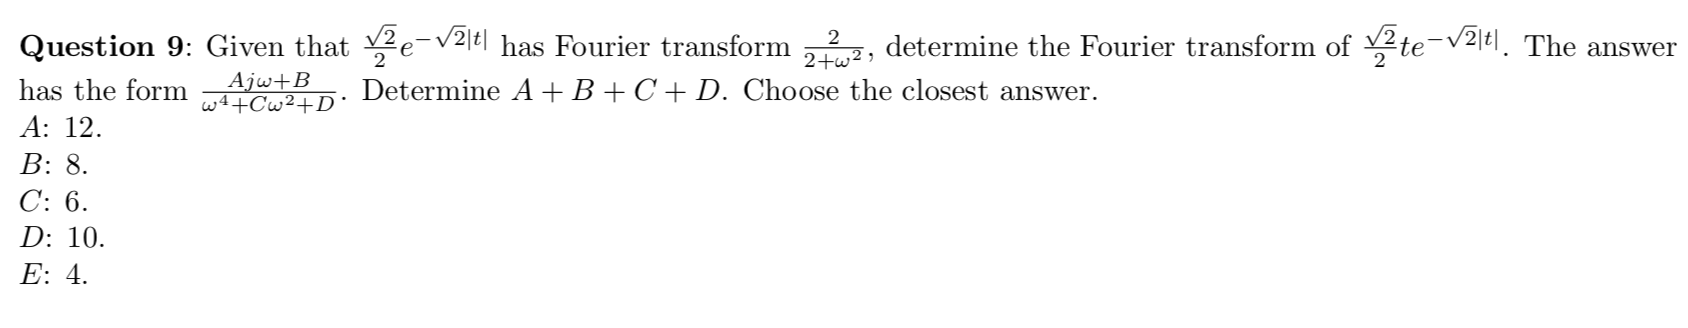 Question 9: Given that $\frac{\sqrt{2}}{2}e^{-\sqrt{2}|t|}$ has Fourier transform $\frac{2}{2+\omega^2}$, determine the Fourier transform of $\frac{\sqrt{2}}{2}te^{-\sqrt{2}|t|}$. The answer
has the form $\frac{Aj\omega+B}{\omega^4+C\omega^2+D}$. Determine $A + B + C + D$. Choose the closest answer.
A: 12.
B: 8.
C: 6.
D: 10.
E: 4.